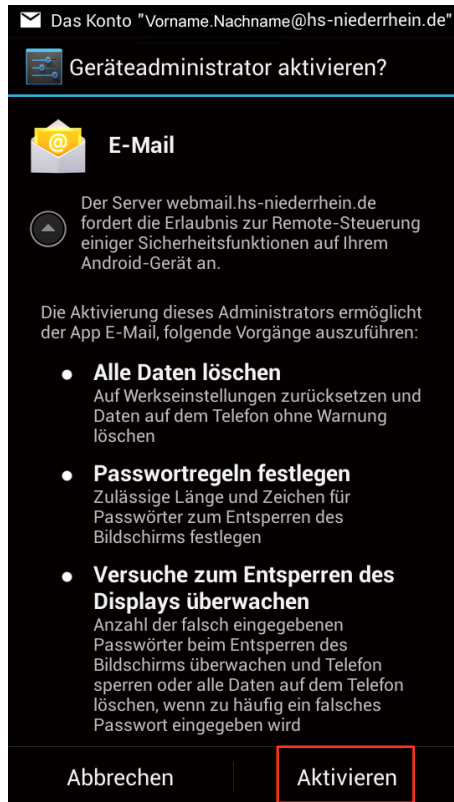 Das Konto "Vorname.Nachname@hs-niederrhein.de"
Geräteadministrator aktivieren?
@
E-Mail
Der Server webmail.hs-niederrhein.de
fordert die Erlaubnis zur Remote-Steuerung
einiger Sicherheitsfunktionen auf Ihrem
Android-Gerät an.
Die Aktivierung dieses Administrators ermöglicht
der App E-Mail, folgende Vorgänge auszuführen:
● Alle Daten löschen
Auf Werkseinstellungen zurücksetzen und
Daten auf dem Telefon ohne Warnung
löschen
● Passwortregeln festlegen
Zulässige Länge und Zeichen für
Passwörter zum Entsperren des
Bildschirms festlegen
● Versuche zum Entsperren des
Displays überwachen
Anzahl der falsch eingegebenen
Passwörter beim Entsperren des
Bildschirms überwachen und Telefon
sperren oder alle Daten auf dem Telefon
löschen, wenn zu häufig ein falsches
Passwort eingegeben wird
Abbrechen
Aktivieren